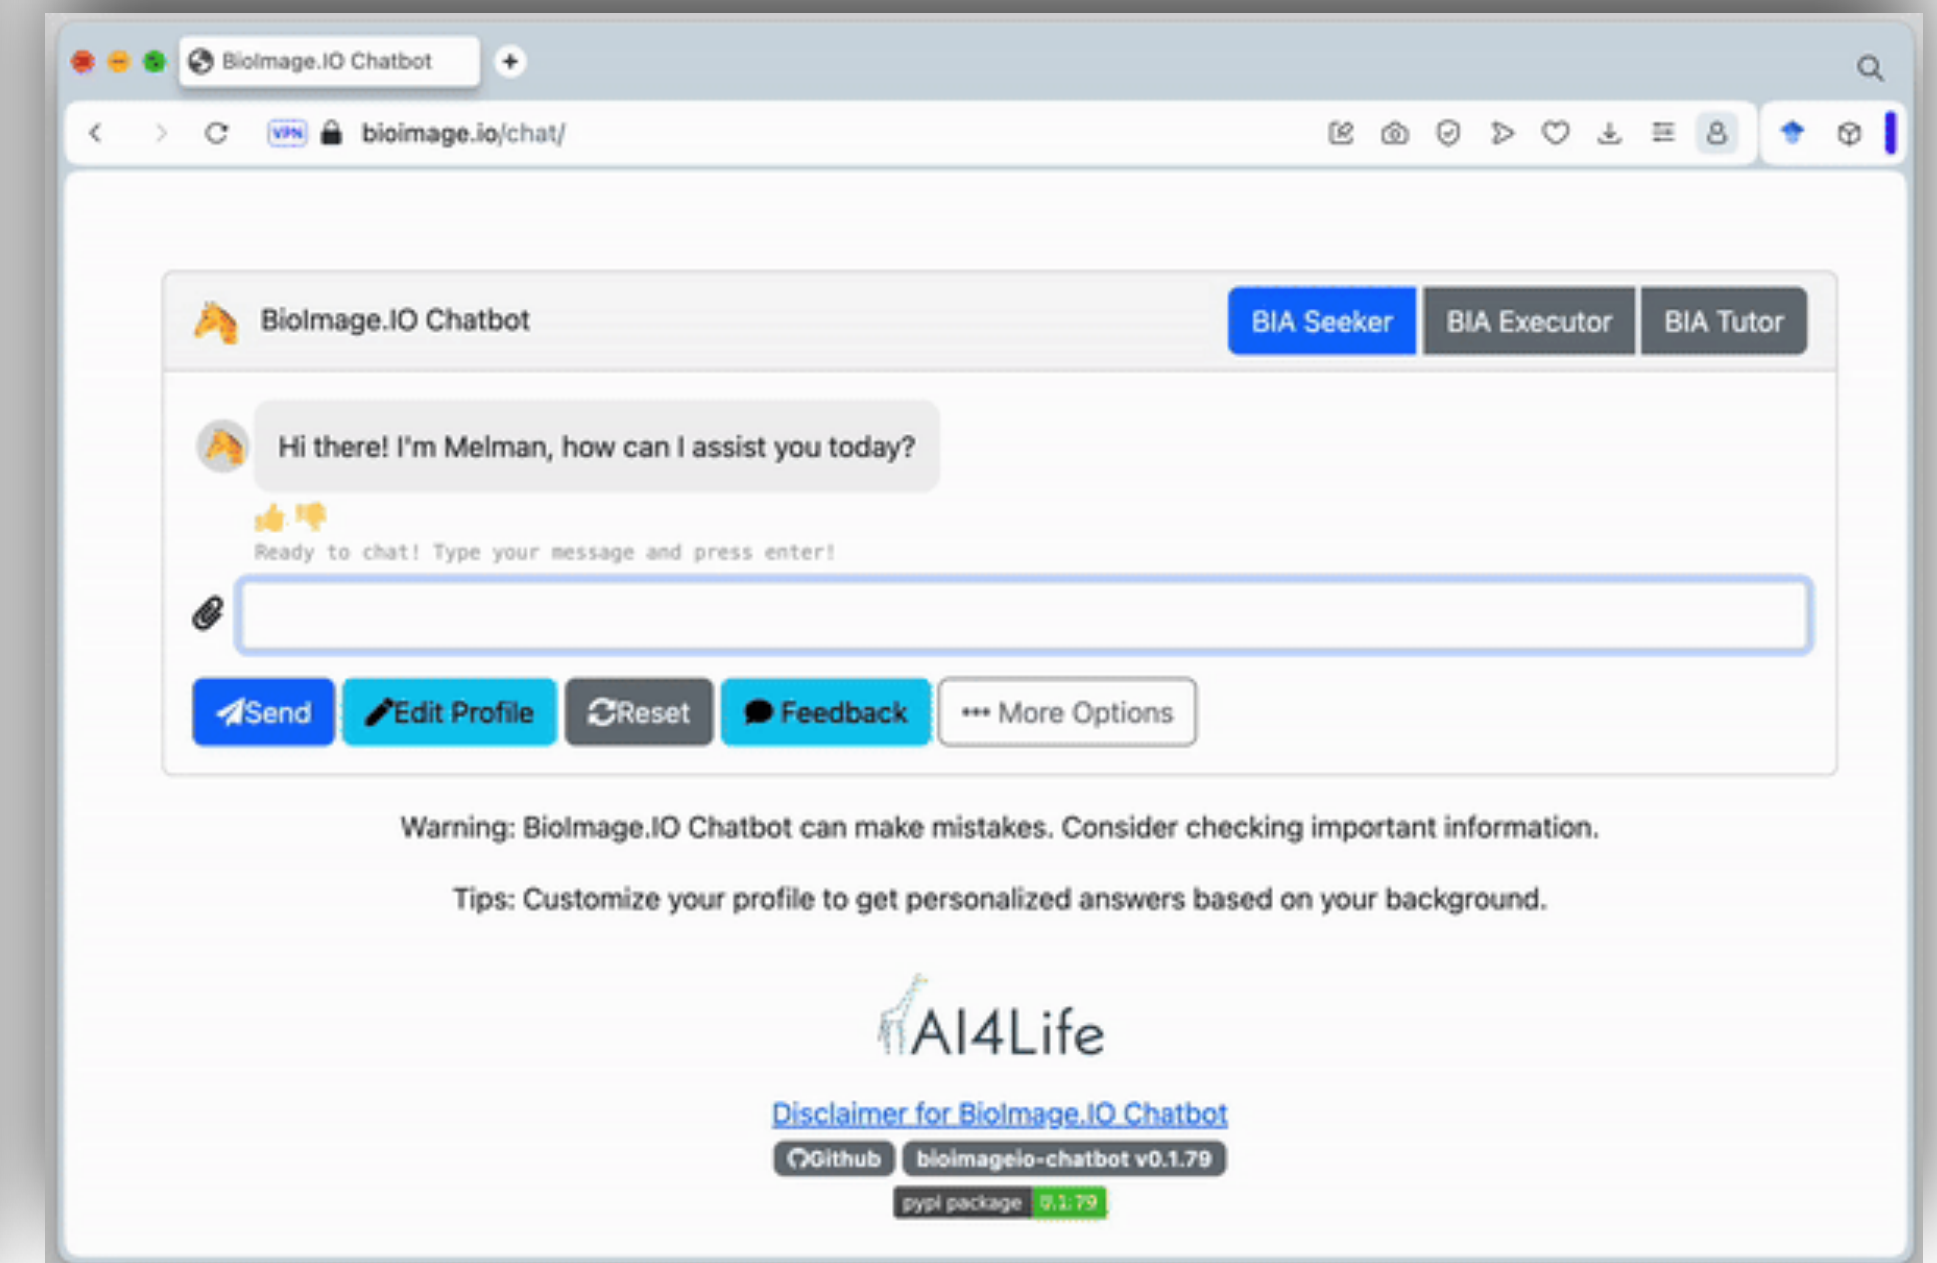 BioImage.IO Chatbot
VPN bioimage.io/chat/
BioImage.IO Chatbot BIA Seeker BIA Executor BIA Tutor
Hi there! I'm Melman, how can I assist you today?
Ready to chat! Type your message and press enter!
Send Edit Profile Reset Feedback ••• More Options
Warning: BioImage.IO Chatbot can make mistakes. Consider checking important information.
Tips: Customize your profile to get personalized answers based on your background.
AI4Life
Disclaimer for BioImage.IO Chatbot
Github bioimageio-chatbot v0.1.79
pypi package 0.1.79